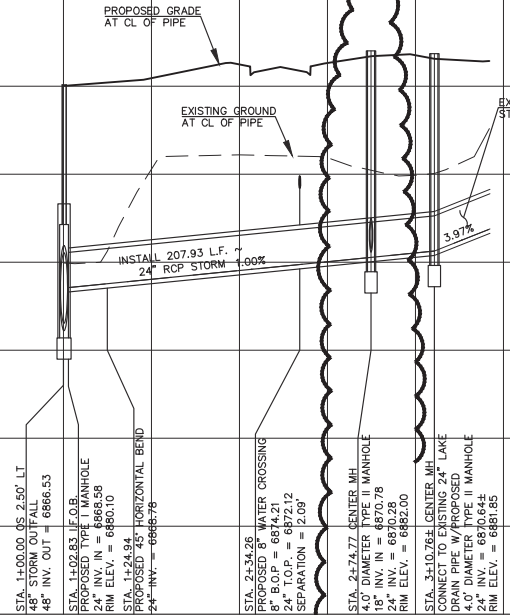 PROPOSED GRADE
AT CL OF PIPE
EXISTING GROUND
AT CL OF PIPE
EX
ST
INSTALL 207.93 L.F. ~
24" RCP STORM 1.00%
3.97%
STA. 1+00.00 OS 2.50' LT
48" STORM OUTFALL
48" INV. OUT = 6866.53
STA. 1+02.83 I.F.O.B.
PROPOSED TYPE I MANHOLE
24" INV. IN = 6868.58
RIM ELEV. = 6880.10
STA. 1+24.94
PROPOSED 45° HORIZONTAL BEND
24" INV. = 6868.78
STA. 2+34.26
PROPOSED 8" WATER CROSSING
8" B.O.P = 6874.21
24" T.O.P. = 6872.12
SEPARATION = 2.09'
STA. 2+74.77 CENTER MH
4.0' DIAMETER TYPE II MANHOLE
18" INV. IN = 6870.78
24" INV. = 6870.28
RIM ELEV. = 6882.00
STA. 3+10.76± CENTER MH
CONNECT TO EXISTING 24" LAKE
DRAIN PIPE W/PROPOSED
4.0' DIAMETER TYPE II MANHOLE
24" INV. = 6870.64±
RIM ELEV. = 6881.85